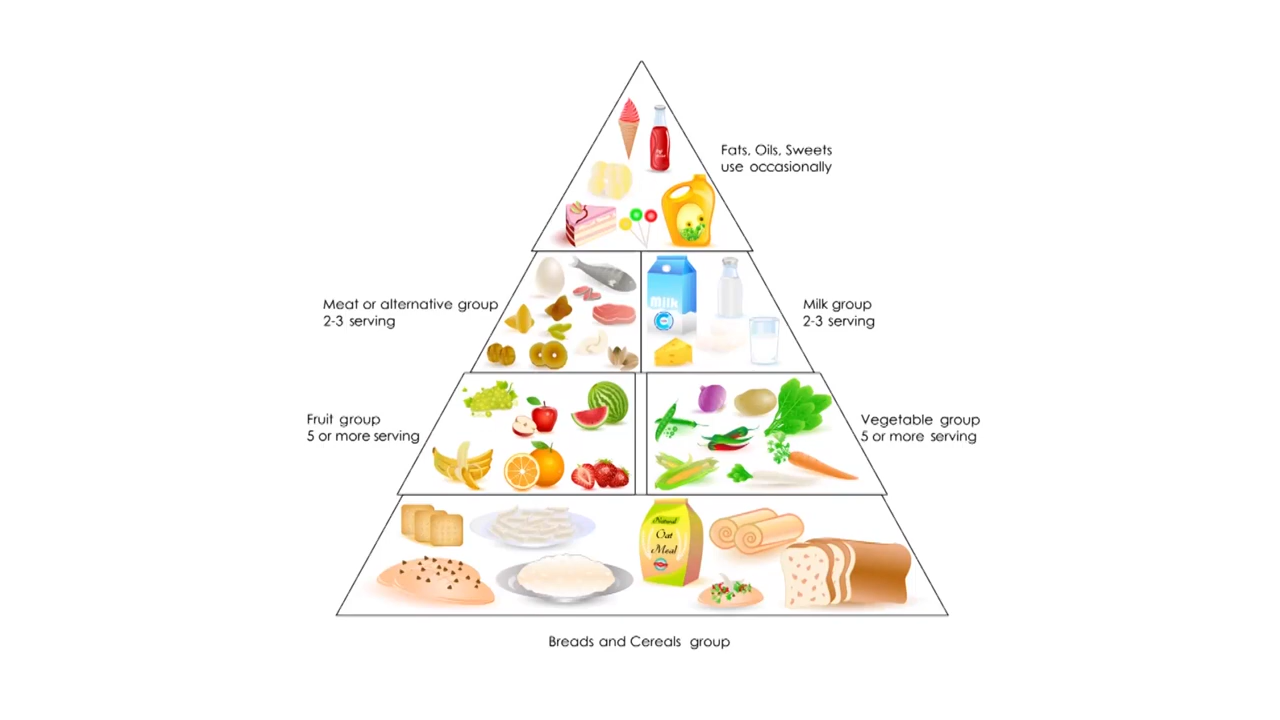 Fats, Oils, Sweets
use occasionally
Meat or alternative group
2-3 serving
Milk group
2-3 serving
Milk
Fruit group
5 or more serving
Vegetable group
5 or more serving
Natural
Oat
Meal
Breads and Cereals group